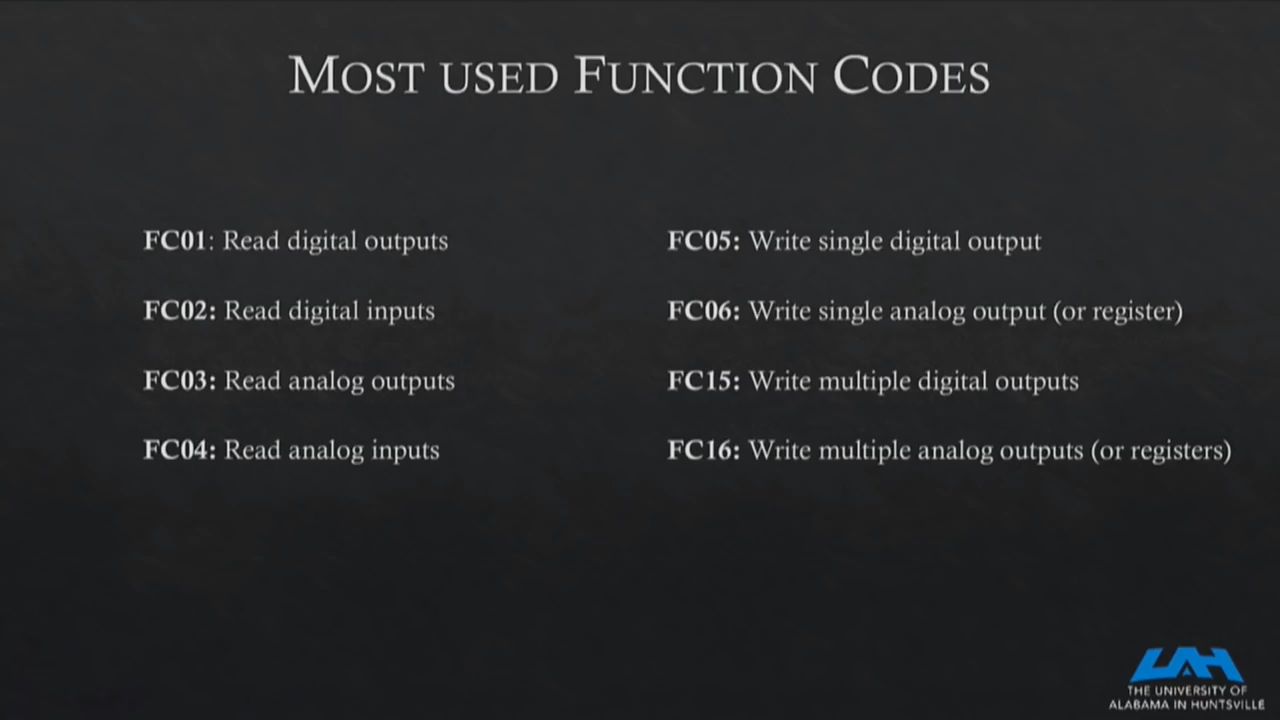 MOST USED FUNCTION CODES
FC01: Read digital outputs
FC02: Read digital inputs
FC03: Read analog outputs
FC04: Read analog inputs
FC05: Write single digital output
FC06: Write single analog output (or register)
FC15: Write multiple digital outputs
FC16: Write multiple analog outputs (or registers)
UAH
THE UNIVERSITY OF
ALABAMA IN HUNTSVILLE